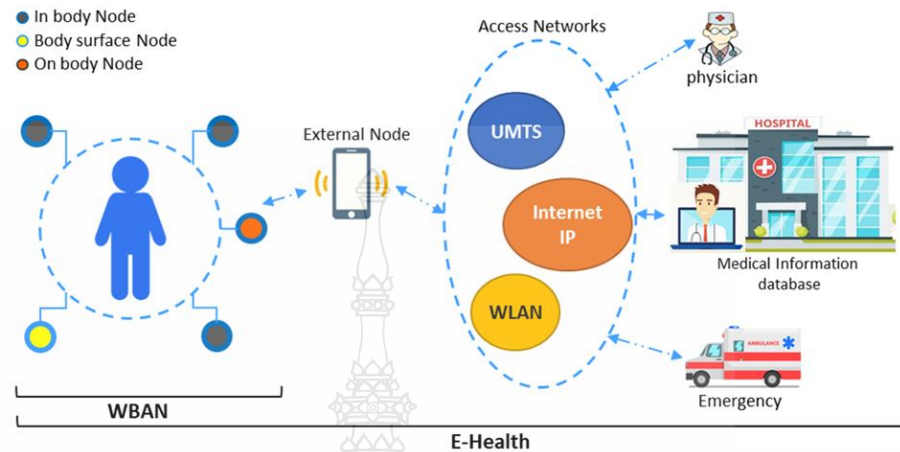 In body Node
Body surface Node
On body Node
Access Networks
physician
External Node
UMTS
HOSPITAL
Internet
IP
Medical Information
database
WLAN
AMBULANCE
Emergency
WBAN
E-Health